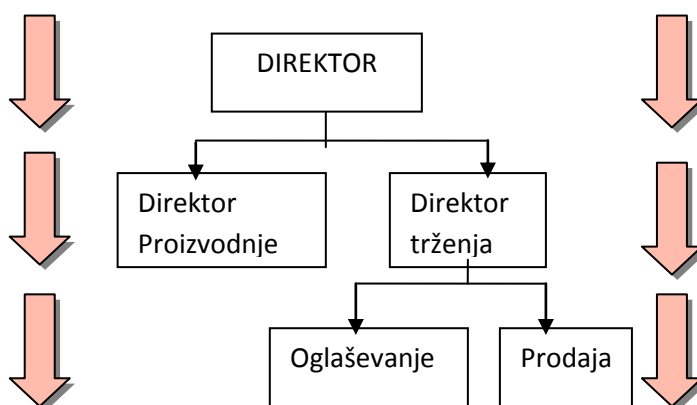 DIREKTOR
Direktor
Proizvodnje
Direktor
trženja
Oglaševanje
Prodaja